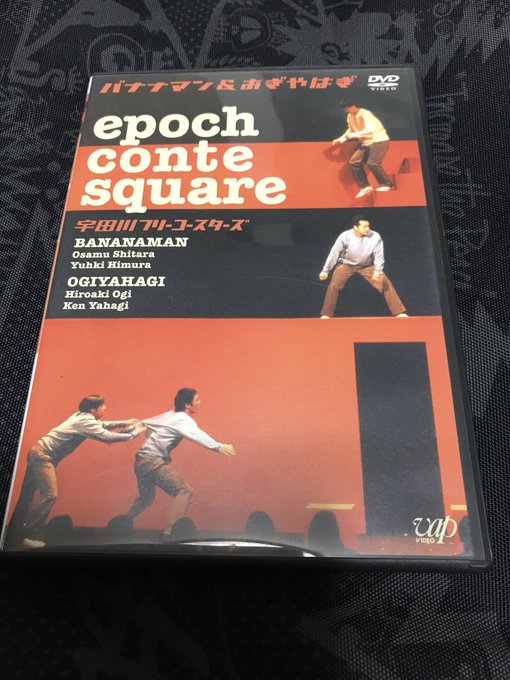 バナナマン&おぎやはぎ
DVD
VIDEO
epoch
conte
square
宇田川フリーコースターズ
BANANAMAN
Osamu Shitara
Yuhki Himura
OGIYAHAGI
Hiroaki Ogi
Ken Yahagi
vap
VIDEO